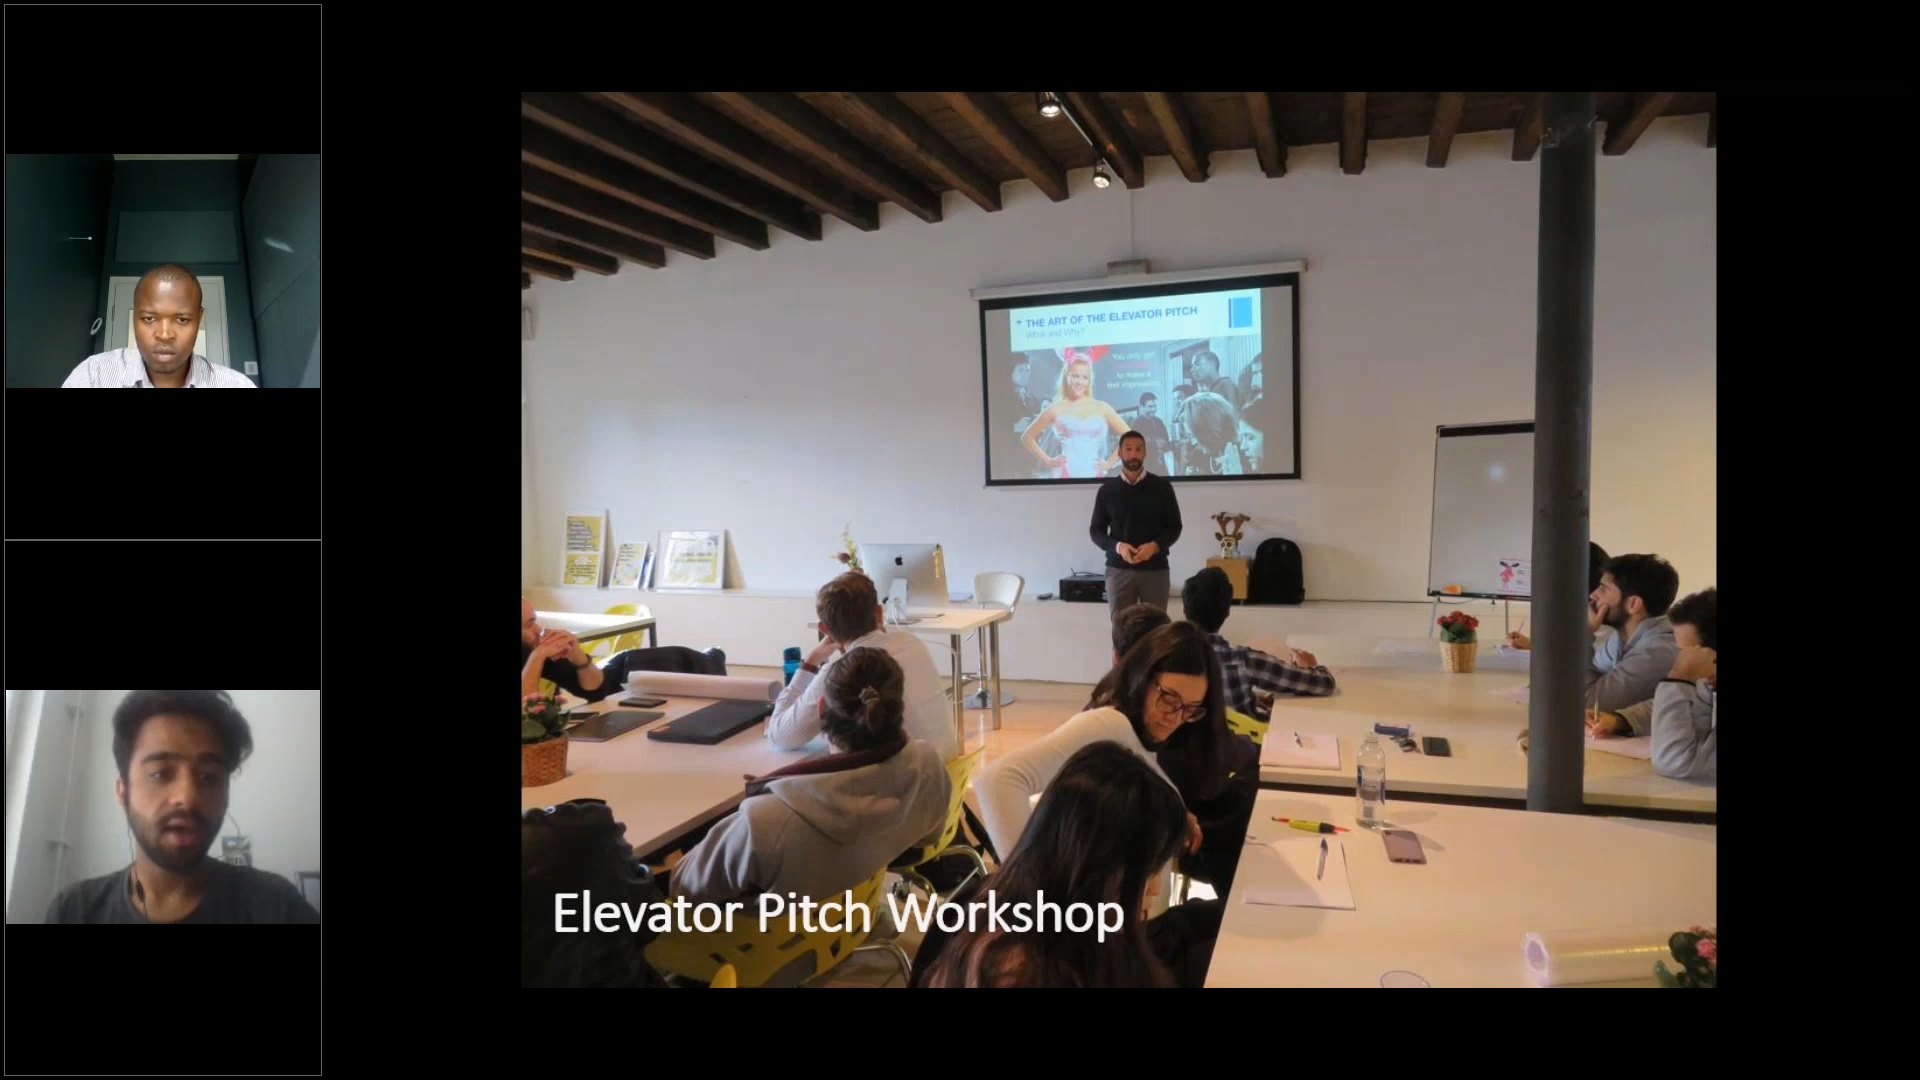 THE ART OF THE ELEVATOR PITCH
What and Why?
You only get
to make a
first impression
Elevator Pitch Workshop